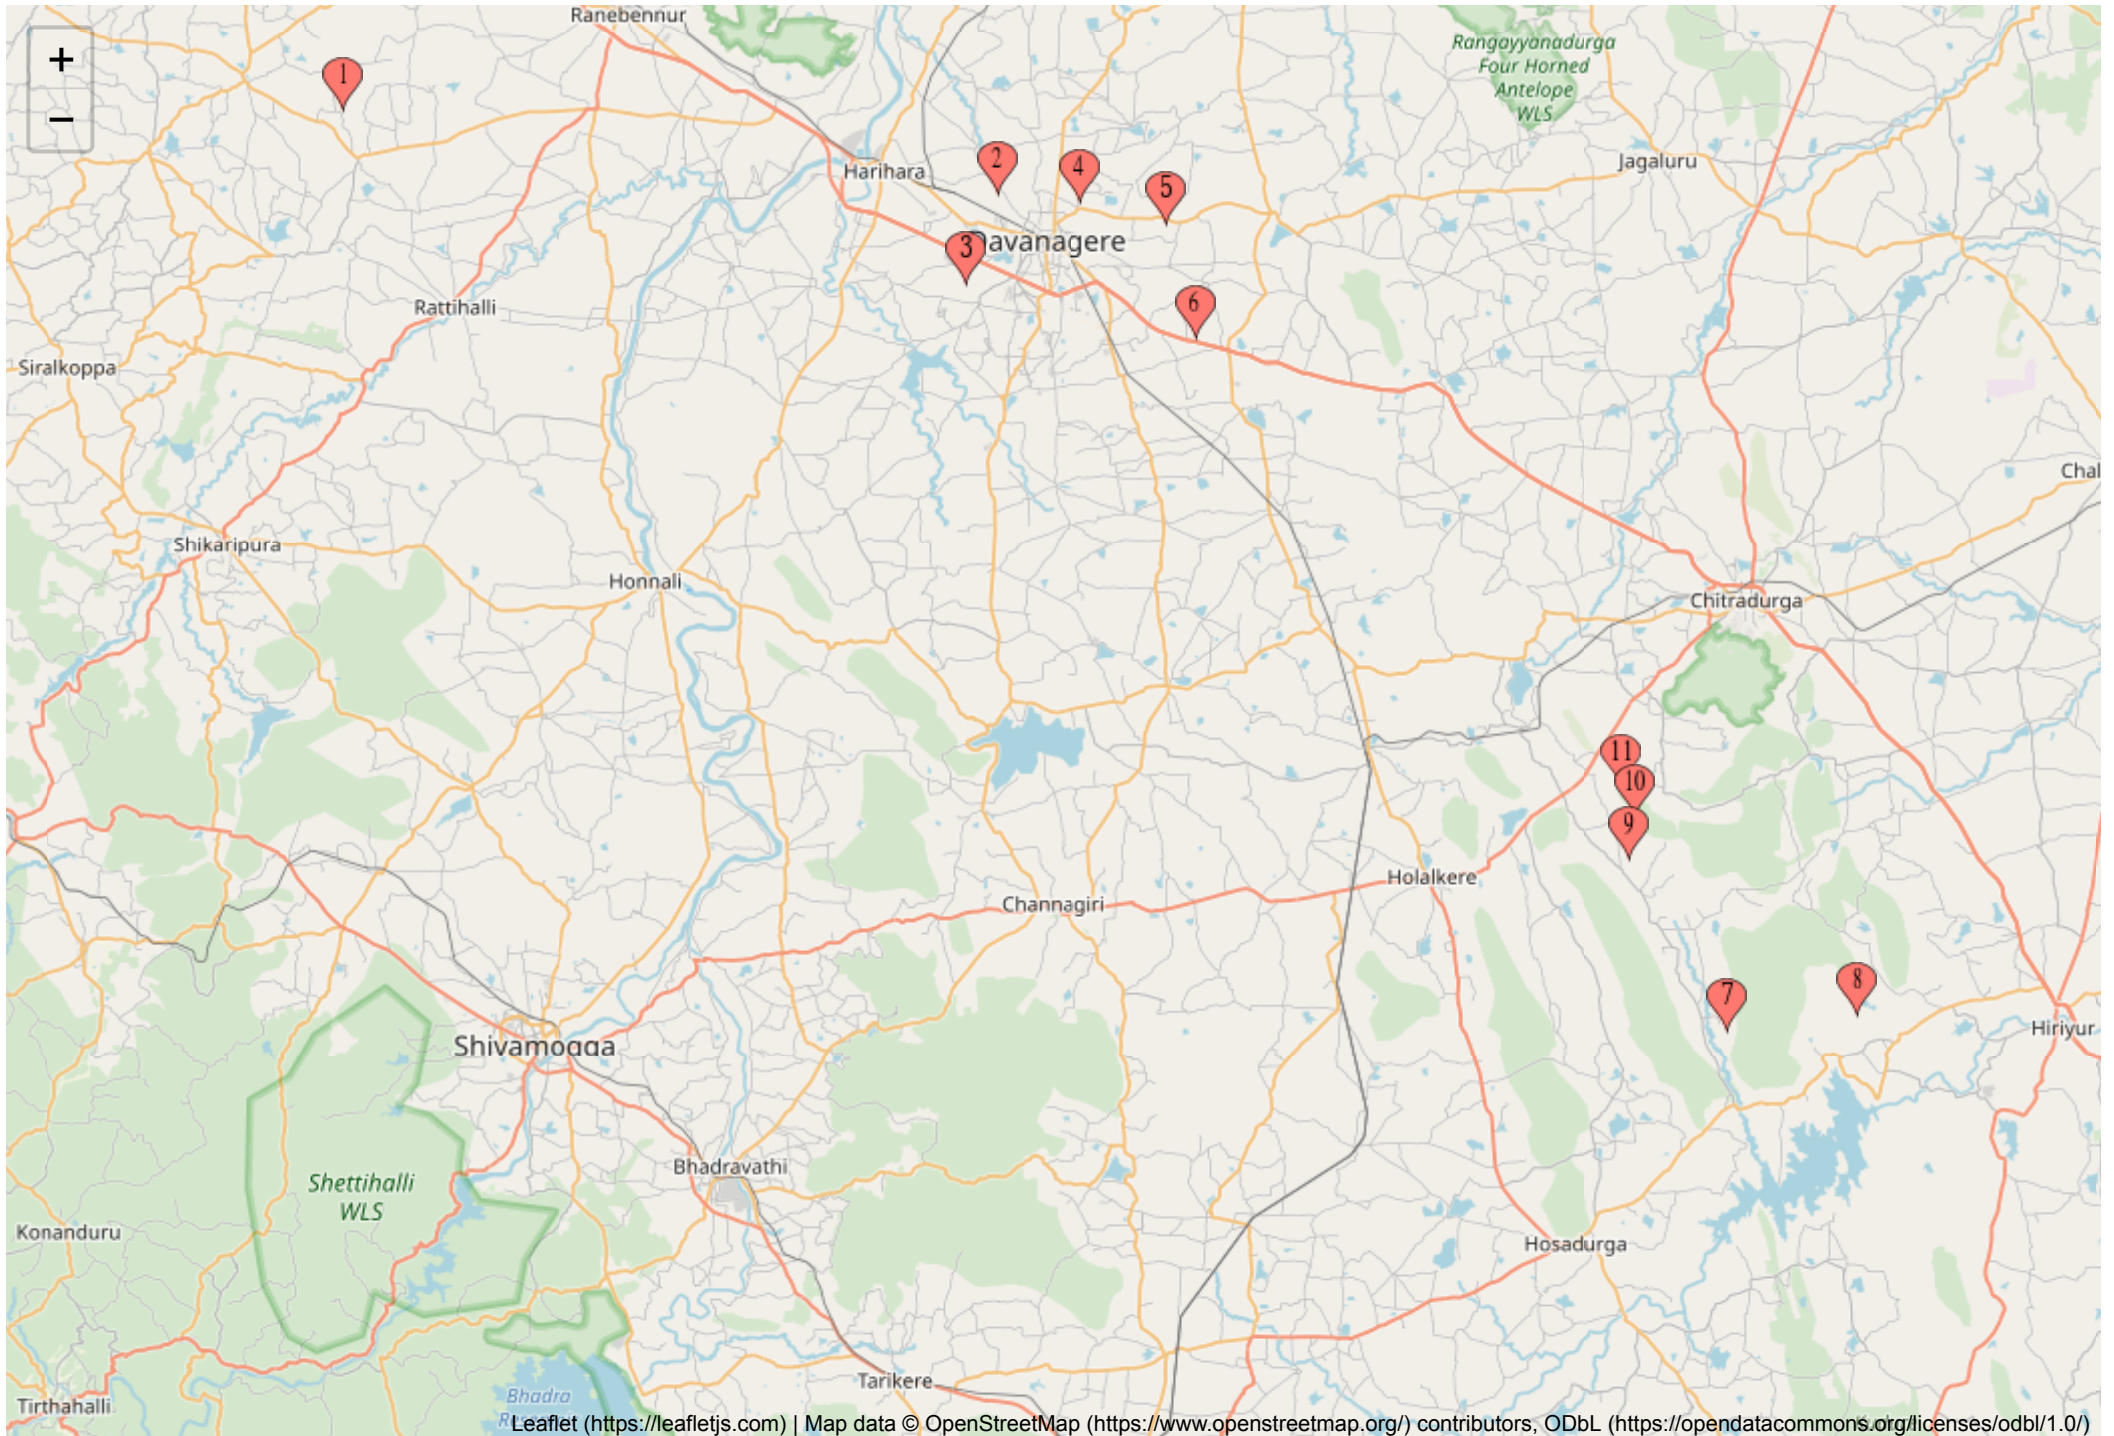 Ranebennur
+
−
1
Rangayyanadurga
Four Horned
Antelope
WLS
Harihara
2
4
5
Jagaluru
3
Davanagere
6
Rattihalli
Siralkoppa
Chal
Shikaripura
Honnali
Chitradurga
11
10
9
Holalkere
Channagiri
7
8
Hiriyur
Shivamogga
Bhadravathi
Shettihalli
WLS
Konanduru
Hosadurga
Tarikere
Tirthahalli
Bhadra
Leaflet (https://leafletjs.com) | Map data © OpenStreetMap (https://www.openstreetmap.org/) contributors, ODbL (https://opendatacommons.org/licenses/odbl/1.0/)